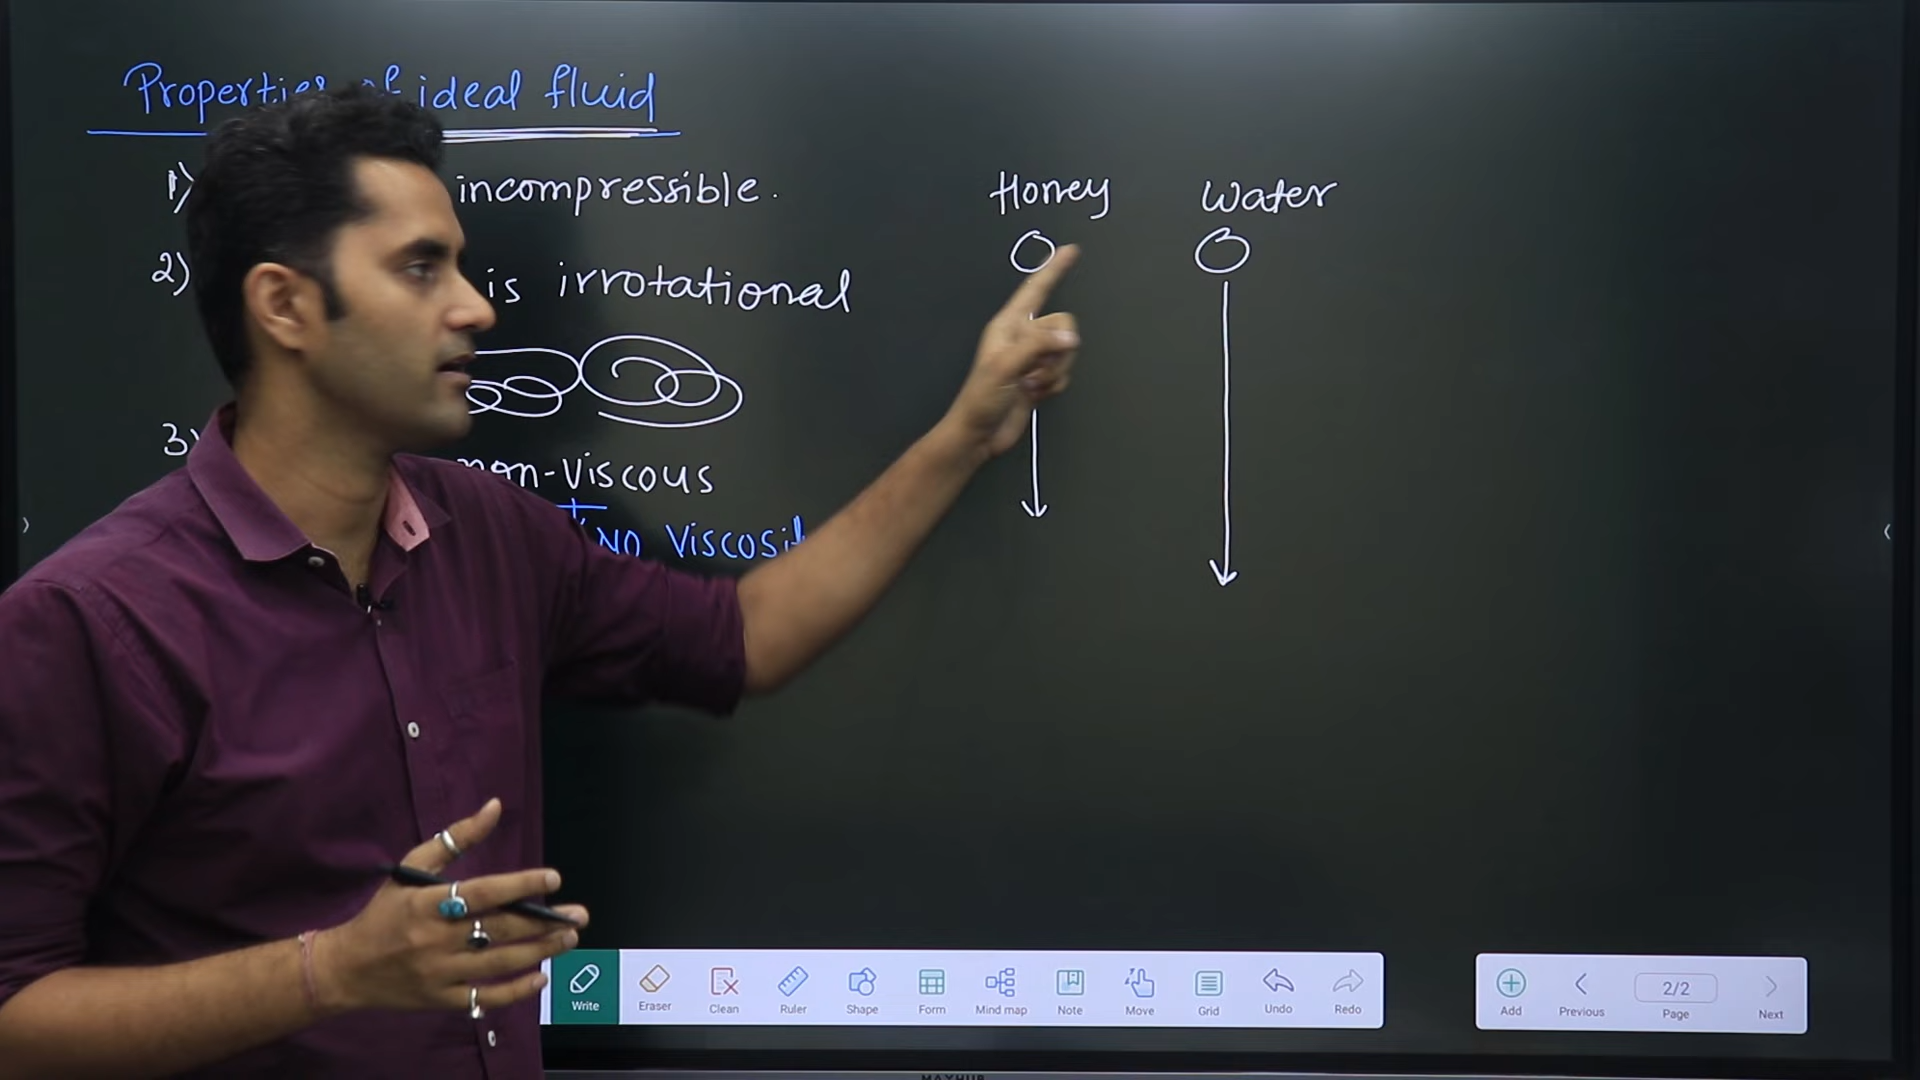 Properties of ideal fluid
1) incompressible.
2) is irrotational
3) non-Viscous
NO
Honey Water
Write Eraser Clean Ruler Shape Form Mind map Note Move Grid Undo Redo
Add Previous 2/2 Page Next